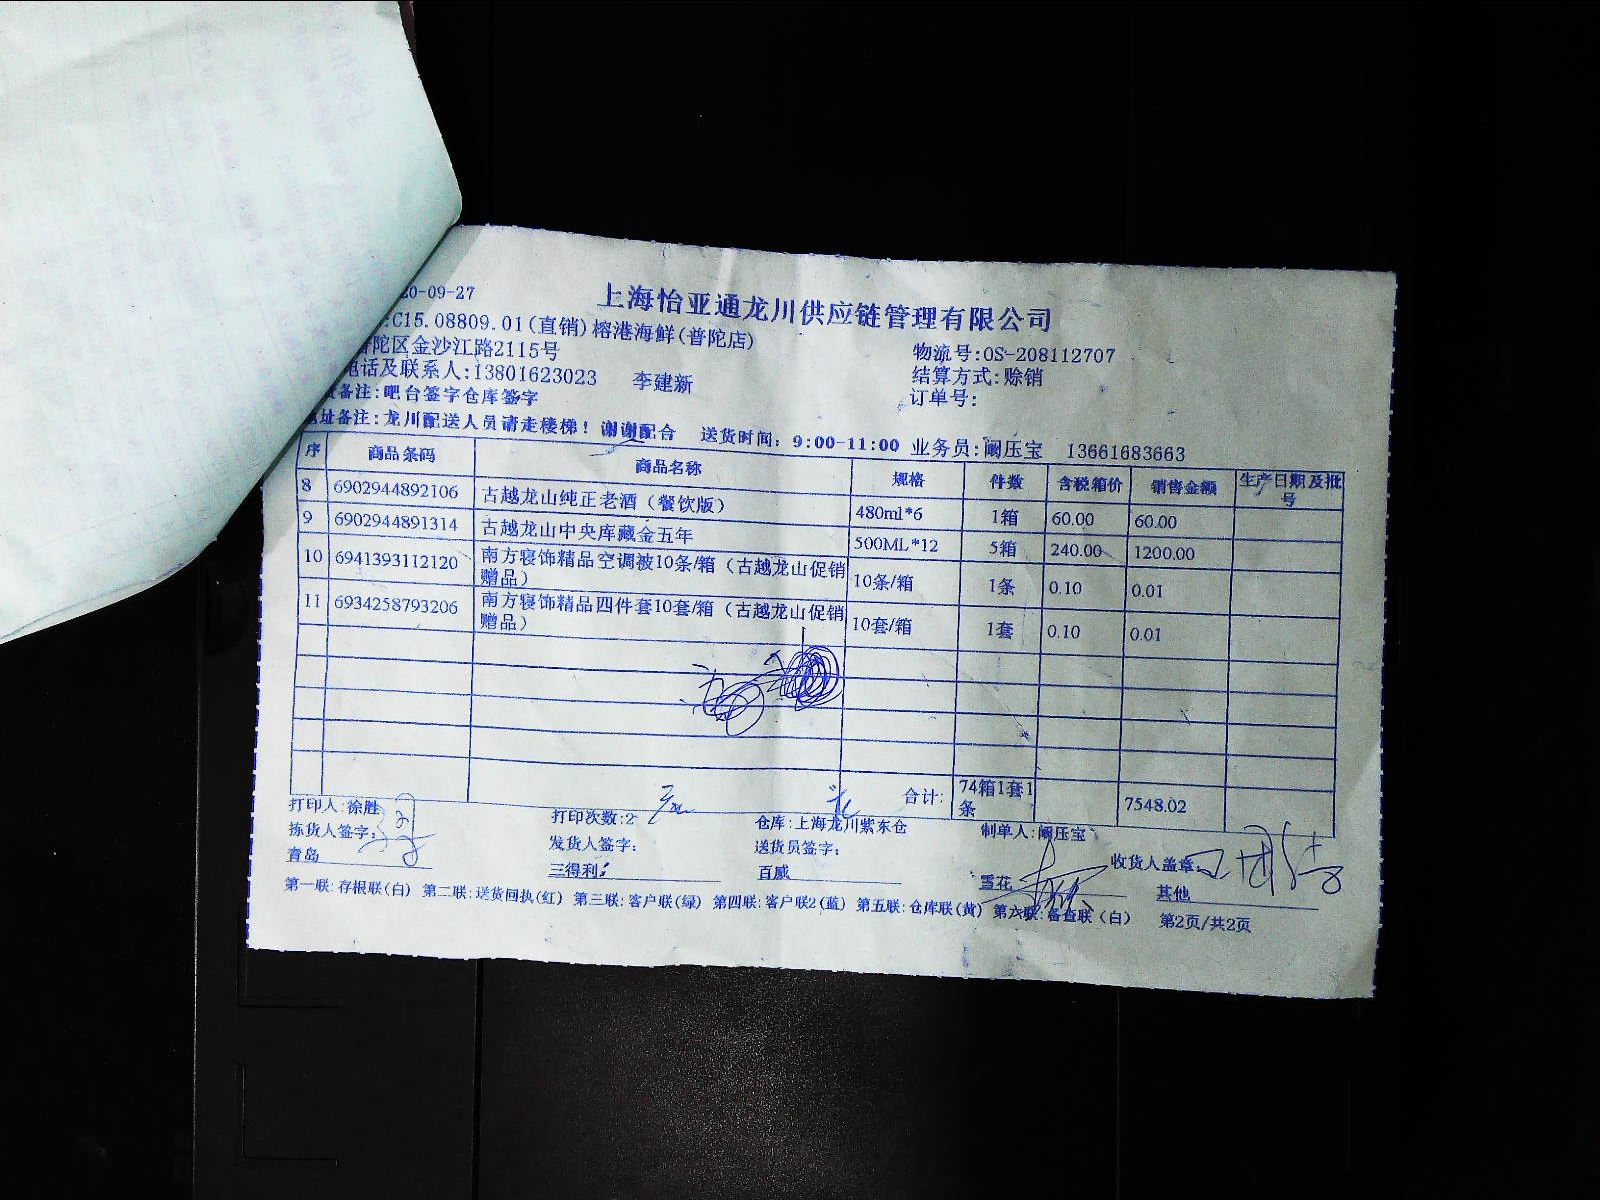 20-09-27
上海怡亚通龙川供应链管理有限公司
:C15.08809.01(直销)榕港海鲜(普陀店)
普陀区金沙江路2115号
物流号:OS-208112707
电话及联系人:13801623023 李建新
结算方式:赊销
备注:吧台签字仓库签字
订单号:
地址备注:龙川配送人员请走楼梯！谢谢配合 送货时间:9:00-11:00 业务员:阚压宝 13661683663
序 商品条码 商品名称 规格 件数 含税箱价 销售金额 生产日期及批号
8 6902944892106 古越龙山纯正老酒（餐饮版） 480ml*6 1箱 60.00 60.00
9 6902944891314 古越龙山中央库藏金五年 500ML*12 5箱 240.00 1200.00
10 6941393112120 南方寝饰精品空调被10条/箱（古越龙山促销赠品） 10条/箱 1条 0.10 0.01
11 6934258793206 南方寝饰精品四件套10套/箱（古越龙山促销赠品） 10套/箱 1套 0.10 0.01
合计: 74箱1套1条 7548.02
打印人:徐胜 打印次数:2 仓库:上海龙川紫东仓 制单人:阚压宝
拣货人签字: 发货人签字: 送货员签字: 收货人盖章:
青岛 三得利: 百威 雪花 其他
第一联:存根联(白) 第二联:送货回执(红) 第三联:客户联(绿) 第四联:客户联2(蓝) 第五联:仓库联(黄) 第六联:备查联(白) 第2页/共2页